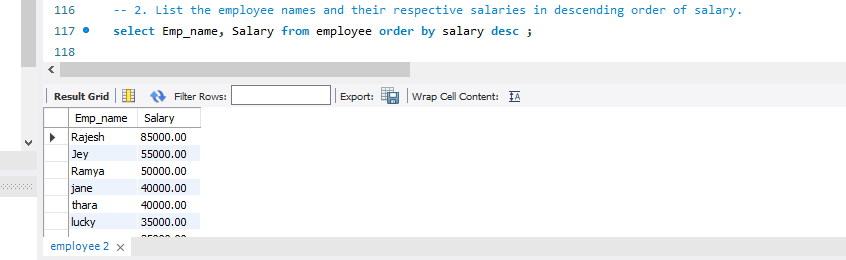 116 -- 2. List the employee names and their respective salaries in descending order of salary.
117 select Emp_name, Salary from employee order by salary desc ;
118
Result Grid Filter Rows: Export: Wrap Cell Content:
Emp_name Salary
Rajesh 85000.00
Jey 55000.00
Ramya 50000.00
jane 40000.00
thara 40000.00
lucky 35000.00
employee 2